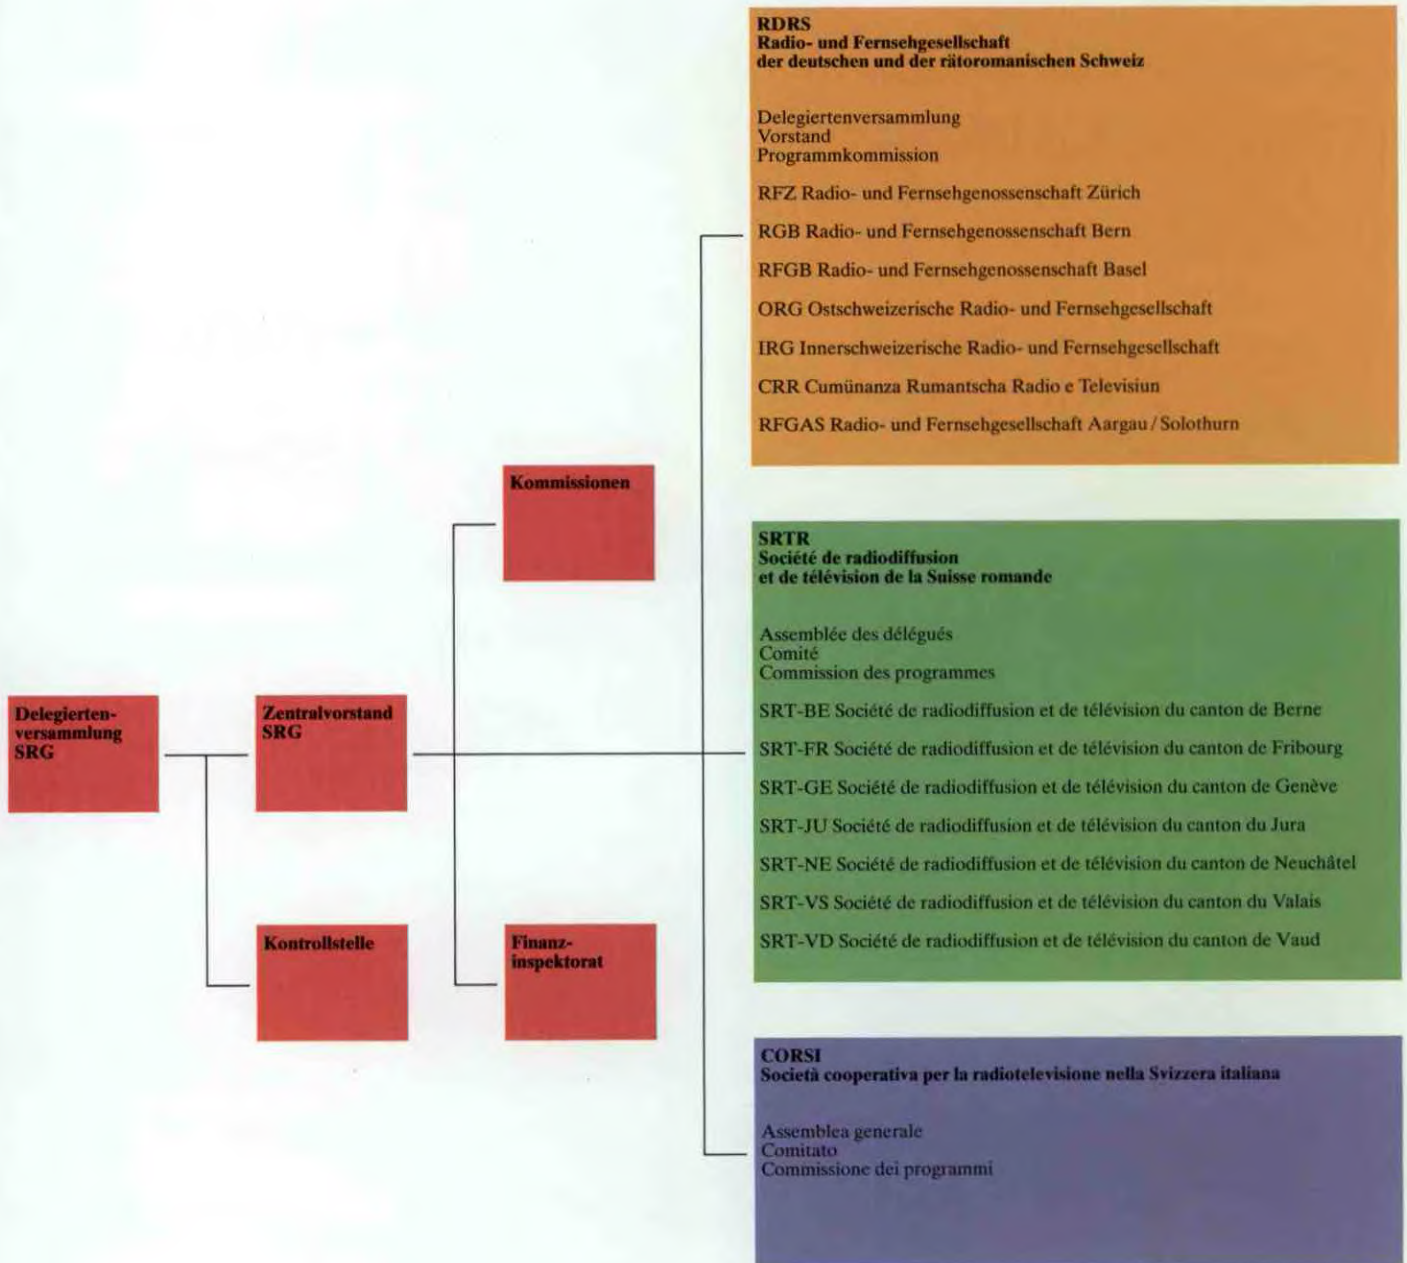 RDRS
Radio- und Fernsehgesellschaft
der deutschen und der rätoromanischen Schweiz
Delegiertenversammlung
Vorstand
Programmkommission
RFZ Radio- und Fernsehgenossenschaft Zürich
RGB Radio- und Fernsehgenossenschaft Bern
RFGB Radio- und Fernsehgenossenschaft Basel
ORG Ostschweizerische Radio- und Fernsehgesellschaft
IRG Innerschweizerische Radio- und Fernsehgesellschaft
CRR Cumünanza Rumantscha Radio e Televisiun
RFGAS Radio- und Fernsehgesellschaft Aargau / Solothurn
Kommissionen
SRTR
Société de radiodiffusion
et de télévision de la Suisse romande
Assemblée des délégués
Comité
Commission des programmes
SRT-BE Société de radiodiffusion et de télévision du canton de Berne
SRT-FR Société de radiodiffusion et de télévision du canton de Fribourg
SRT-GE Société de radiodiffusion et de télévision du canton de Genève
SRT-JU Société de radiodiffusion et de télévision du canton du Jura
SRT-NE Société de radiodiffusion et de télévision du canton de Neuchâtel
SRT-VS Société de radiodiffusion et de télévision du canton du Valais
SRT-VD Société de radiodiffusion et de télévision du canton de Vaud
Delegierten-
versammlung
SRG
Zentralvorstand
SRG
Kontrollstelle
Finanz-
inspektorat
CORSI
Società cooperativa per la radiotelevisione nella Svizzera italiana
Assemblea generale
Comitato
Commissione dei programmi